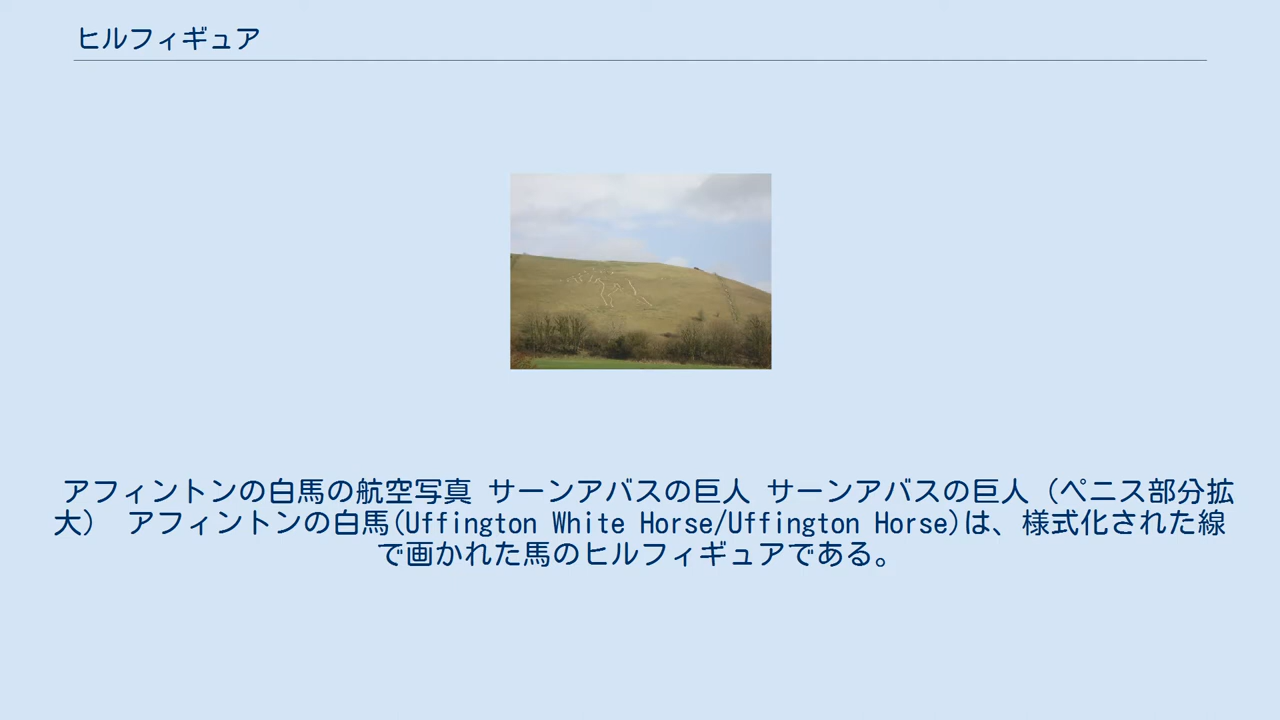 ヒルフィギュア
アフィントンの白馬の航空写真 サーンアバスの巨人 サーンアバスの巨人（ペニス部分拡
大） アフィントンの白馬(Uffington White Horse/Uffington Horse)は、様式化された線
で画かれた馬のヒルフィギュアである。